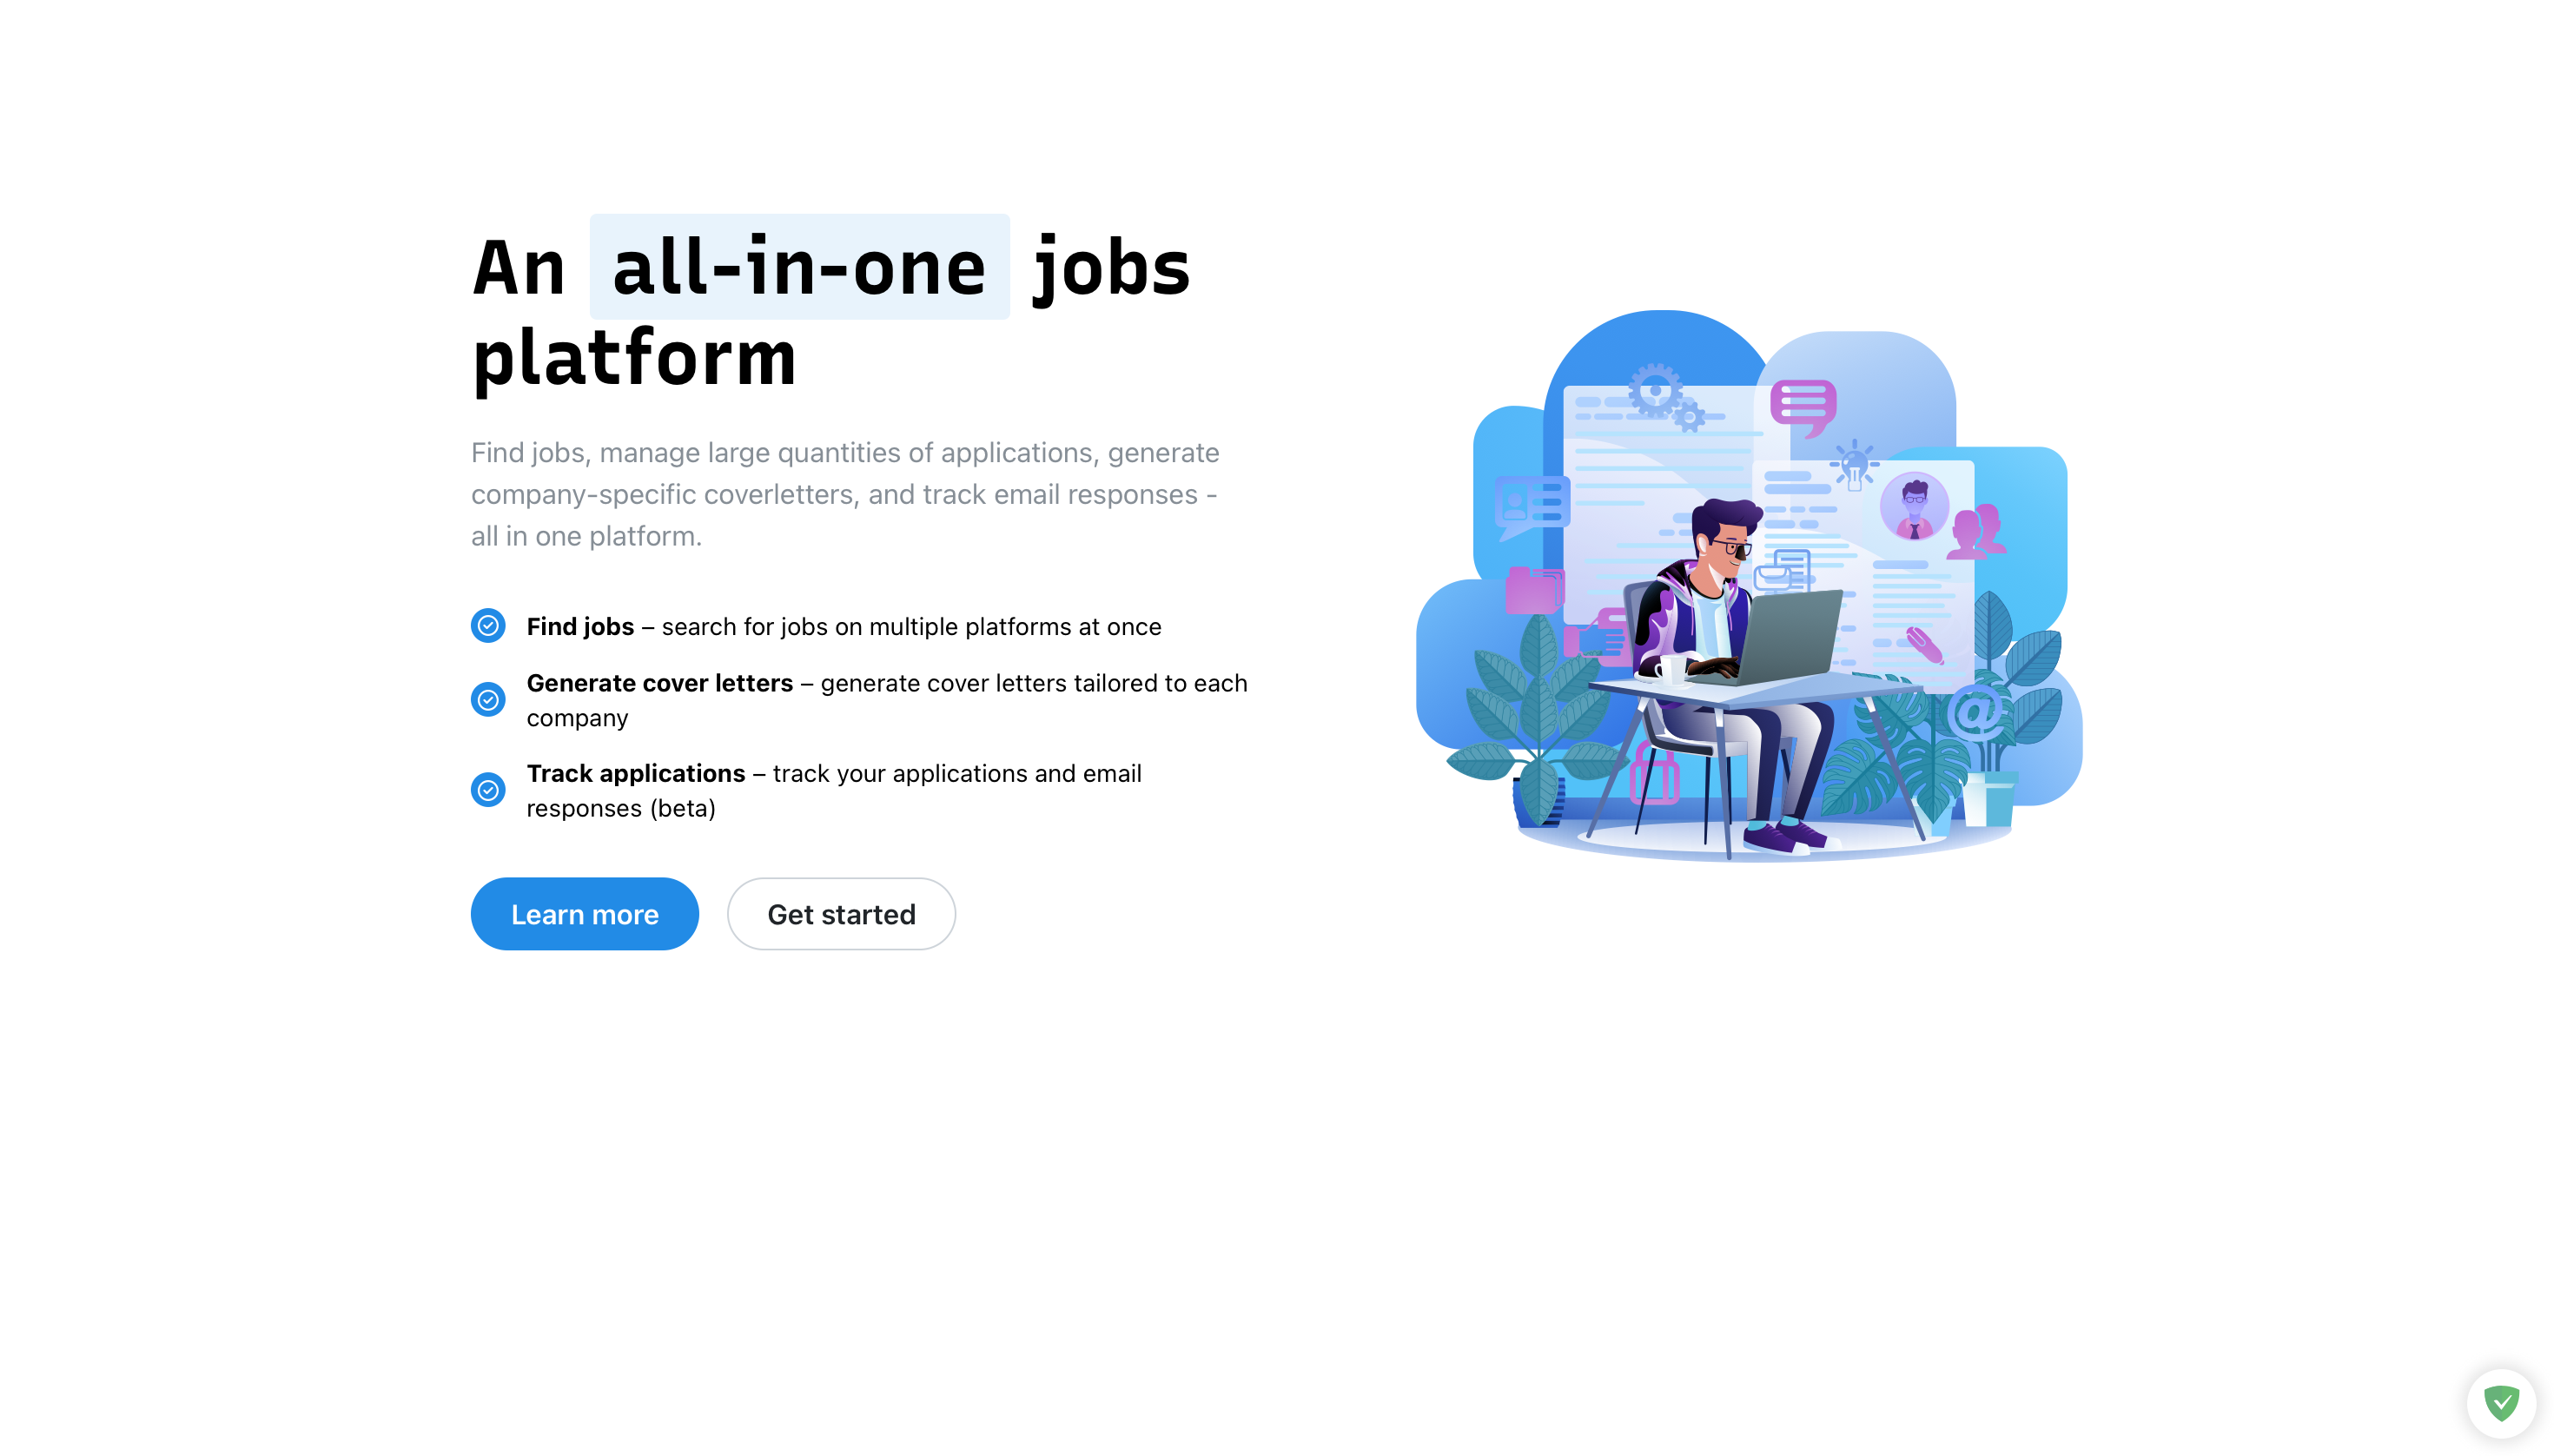 An all-in-one jobs
platform
Find jobs, manage large quantities of applications, generate
company-specific coverletters, and track email responses -
all in one platform.
Find jobs – search for jobs on multiple platforms at once
Generate cover letters – generate cover letters tailored to each
company
Track applications – track your applications and email
responses (beta)
Learn more Get started